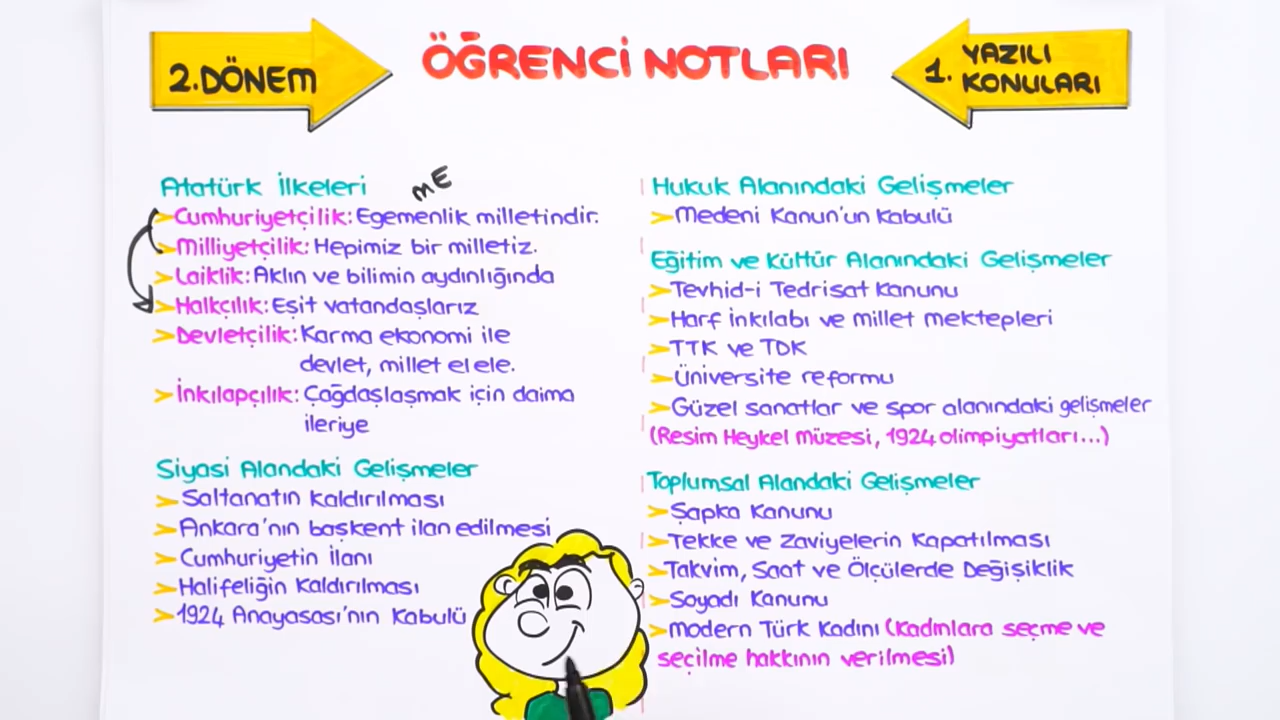 2.DÖNEM
ÖĞRENCİ NOTLARI
1. YAZILI
KONULARI
Atatürk İlkeleri
ME
➤Cumhuriyetçilik: Egemenlik milletindir.
➤Milliyetçilik: Hepimiz bir milletiz.
➤Laiklik: Aklın ve bilimin aydınlığında
➤Halkçılık: Eşit vatandaşlarız
➤Devletçilik: Karma ekonomi ile
devlet, millet el ele.
➤İnkılapçılık: Çağdaşlaşmak için daima
ileriye
Siyasi Alandaki Gelişmeler
➤Saltanatın Kaldırılması
➤Ankara'nın başkent ilan edilmesi
➤Cumhuriyetin İlanı
➤Halifeliğin Kaldırılması
➤1924 Anayasası'nın Kabulü
Hukuk Alanındaki Gelişmeler
➤Medeni Kanun'un Kabulü
Eğitim ve Kültür Alanındaki Gelişmeler
➤Tevhid-i Tedrisat Kanunu
➤Harf İnkılabı ve millet mektepleri
➤TTK ve TDK
➤Üniversite reformu
➤Güzel sanatlar ve spor alanındaki gelişmeler
(Resim Heykel Müzesi, 1924 olimpiyatları...)
Toplumsal Alandaki Gelişmeler
➤Şapka Kanunu
➤Tekke ve Zaviyelerin Kapatılması
➤Takvim, Saat ve Ölçülerde Değişiklik
➤Soyadı Kanunu
➤Modern Türk Kadını (Kadınlara seçme ve
seçilme hakkının verilmesi)